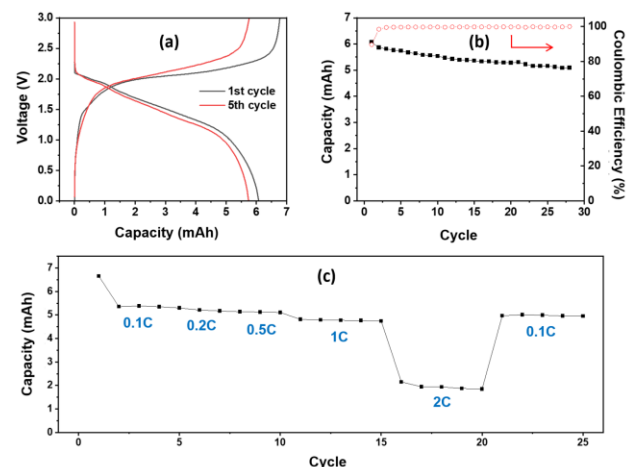 (a)
3.0
2.5
2.0
1.5
1.0
0.5
0.0
Voltage (V)
1st cycle
5th cycle
0 1 2 3 4 5 6 7
Capacity (mAh)
(b)
7
6
5
4
3
2
1
0
Capacity (mAh)
100
80
60
40
20
0
Coulombic Efficiency (%)
0 5 10 15 20 25 30
Cycle
(c)
7
6
5
4
3
2
1
0
Capacity (mAh)
0.1C 0.2C 0.5C 1C 2C 0.1C
0 5 10 15 20 25
Cycle